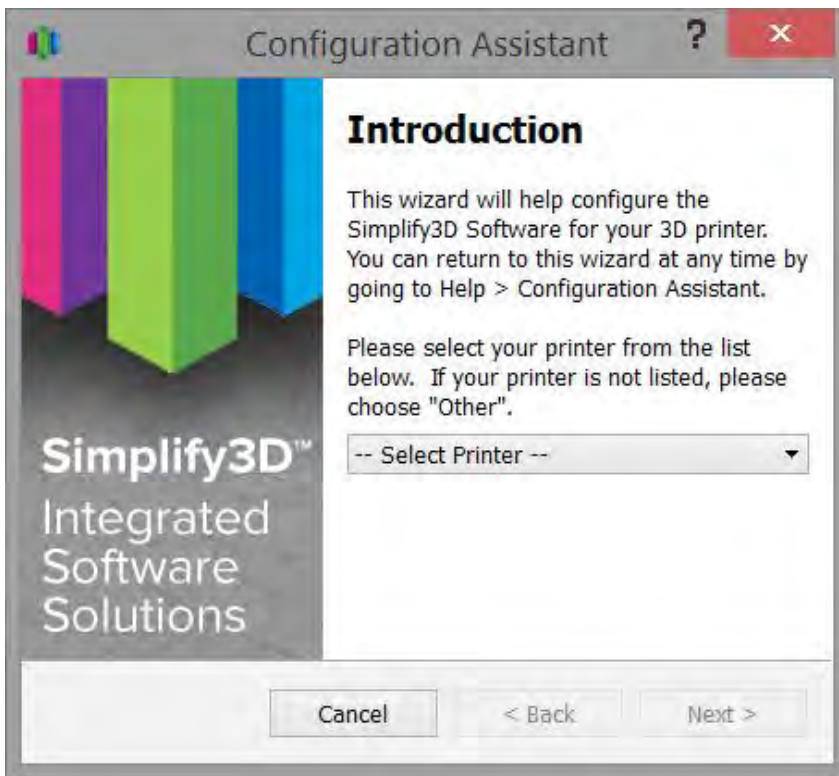 Configuration Assistant ? ×
Introduction
This wizard will help configure the
Simplify3D Software for your 3D printer.
You can return to this wizard at any time by
going to Help > Configuration Assistant.
Please select your printer from the list
below.  If your printer is not listed, please
choose "Other".
-- Select Printer --
Simplify3D™
Integrated
Software
Solutions
Cancel < Back Next >